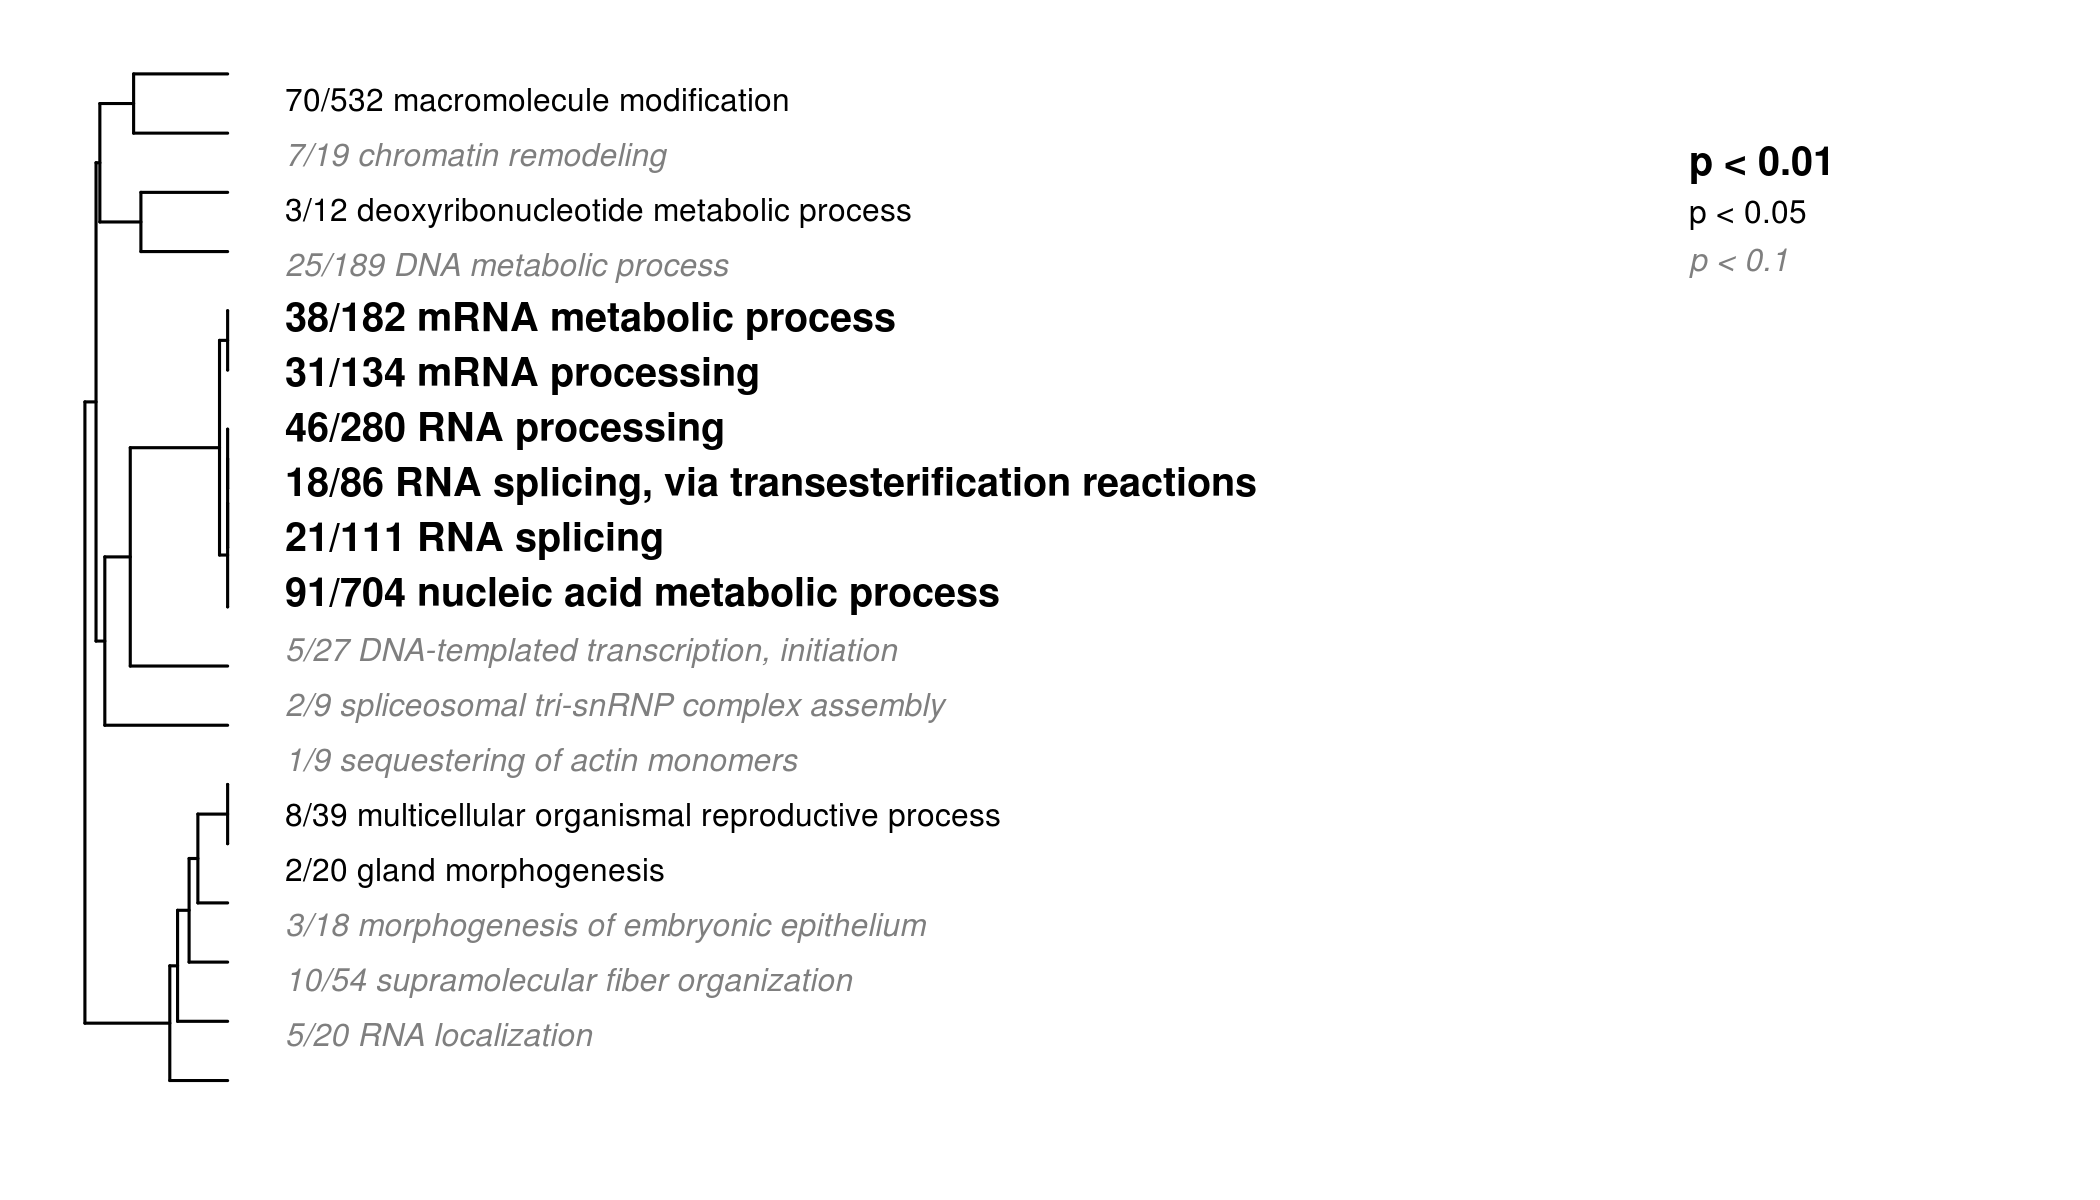 70/532 macromolecule modification
7/19 chromatin remodeling
3/12 deoxyribonucleotide metabolic process
25/189 DNA metabolic process
38/182 mRNA metabolic process
31/134 mRNA processing
46/280 RNA processing
18/86 RNA splicing, via transesterification reactions
21/111 RNA splicing
91/704 nucleic acid metabolic process
5/27 DNA-templated transcription, initiation
2/9 spliceosomal tri-snRNP complex assembly
1/9 sequestering of actin monomers
8/39 multicellular organismal reproductive process
2/20 gland morphogenesis
3/18 morphogenesis of embryonic epithelium
10/54 supramolecular fiber organization
5/20 RNA localization
p < 0.01
p < 0.05
p < 0.1